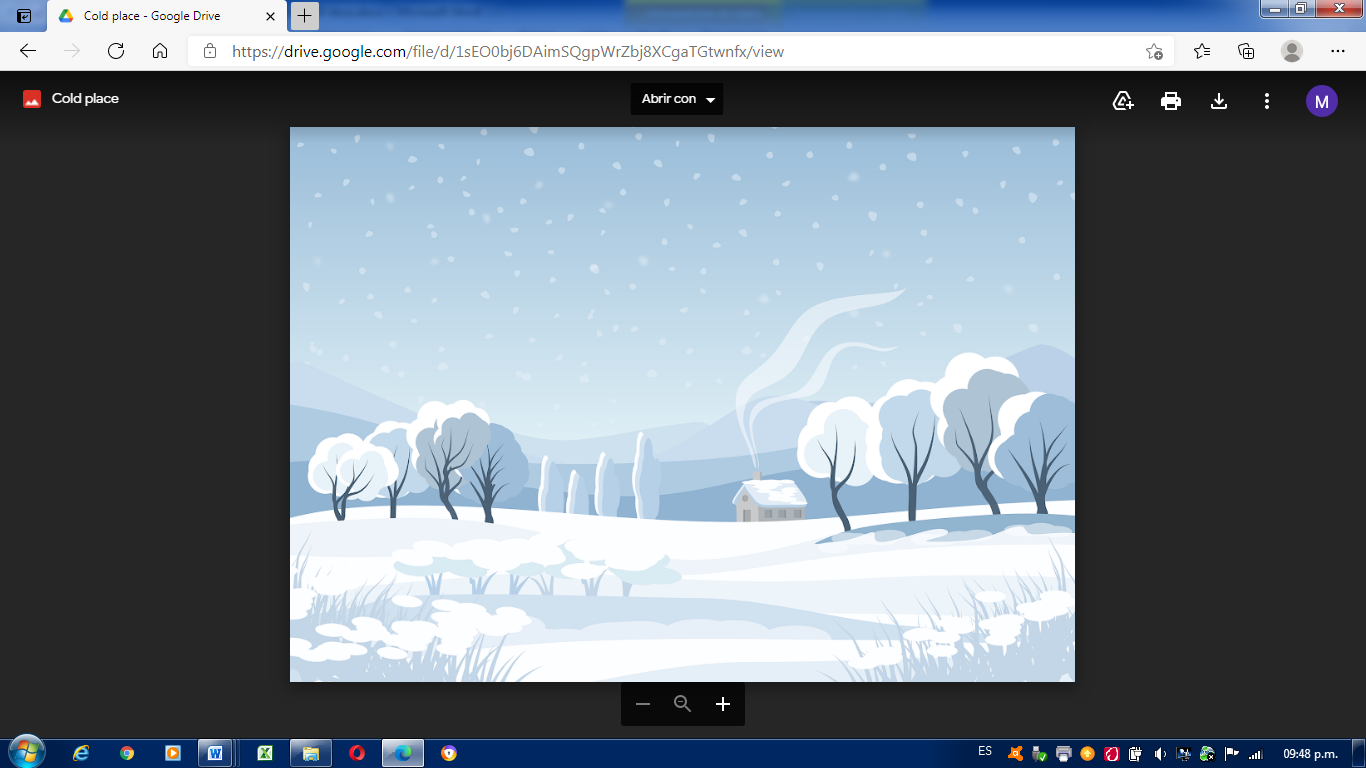 Cold place - Google Drive
https://drive.google.com/file/d/1sEO0bj6DAimSQgpWrZbj8XCgaTGtwnfx/view
Cold place
Abrir con
M
ES
09:48 p.m.